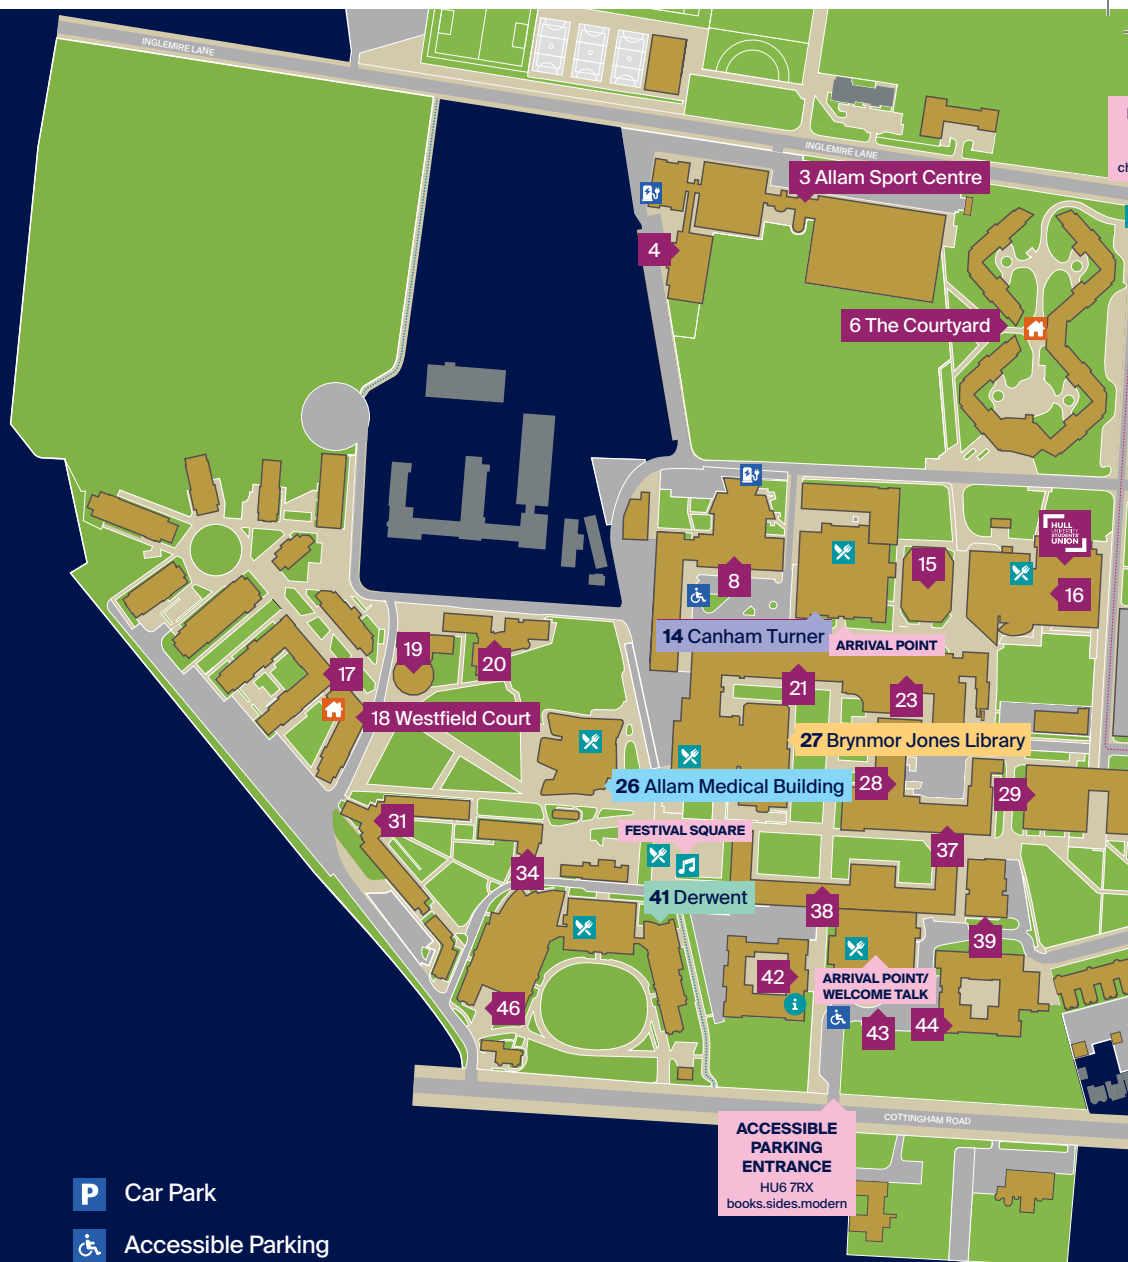 INGLEMIRE LANE
INGLEMIRE LANE
3 Allam Sport Centre
ch
4
6 The Courtyard
HULL
UNIVERSITY
STUDENTS'
UNION
15
8
16
14 Canham Turner
ARRIVAL POINT
19
20
17
21
23
18 Westfield Court
27 Brynmor Jones Library
26 Allam Medical Building
28
29
31
FESTIVAL SQUARE
37
34
41 Derwent
38
39
42
ARRIVAL POINT/
WELCOME TALK
i
46
43
44
COTTINGHAM ROAD
ACCESSIBLE
PARKING
ENTRANCE
HU6 7RX
books.sides.modern
P Car Park
Accessible Parking